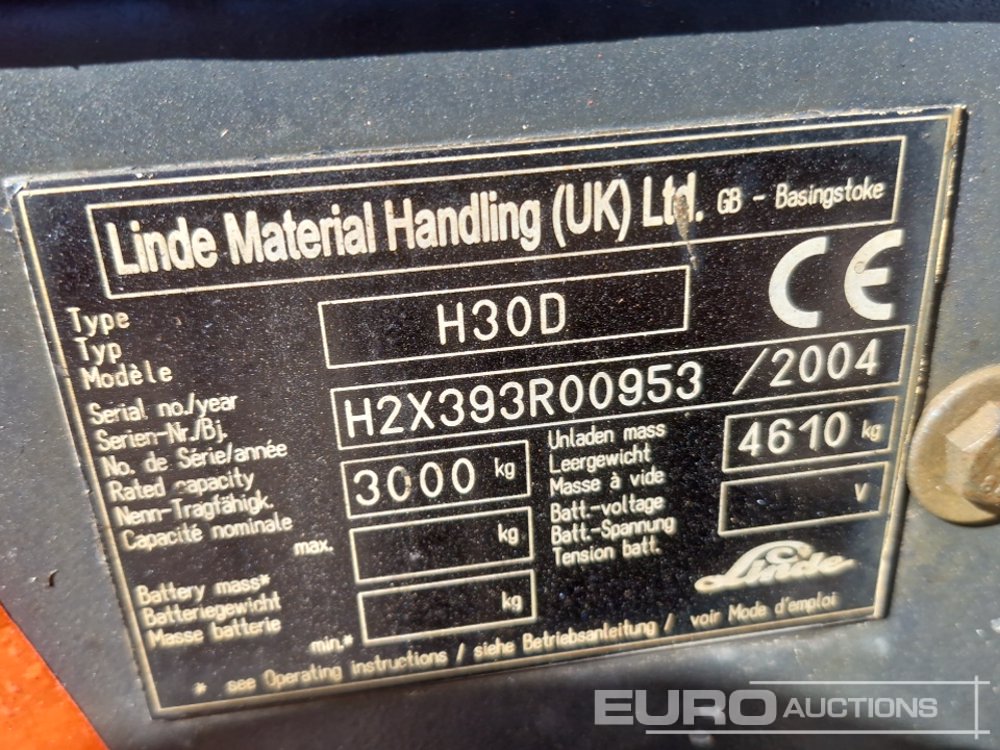 Linde Material Handling (UK) Ltd. GB - Basingstoke
Type
Typ
Modèle
H30D
CE
Serial no./year
Serien-Nr./Bj.
No. de Série/année
H2X393R00953 /2004
Rated capacity
Nenn-Tragfähigk.
Capacité nominale
3000 kg
Unladen mass
Leergewicht
Masse à vide
4610 kg
Batt.-voltage
Batt.-Spannung
Tension batt.
V
Battery mass*
Batteriegewicht
Masse batterie
max. kg
min.* kg
Linde
* see Operating instructions / siehe Betriebsanleitung / voir Mode d'emploi
EURO AUCTIONS